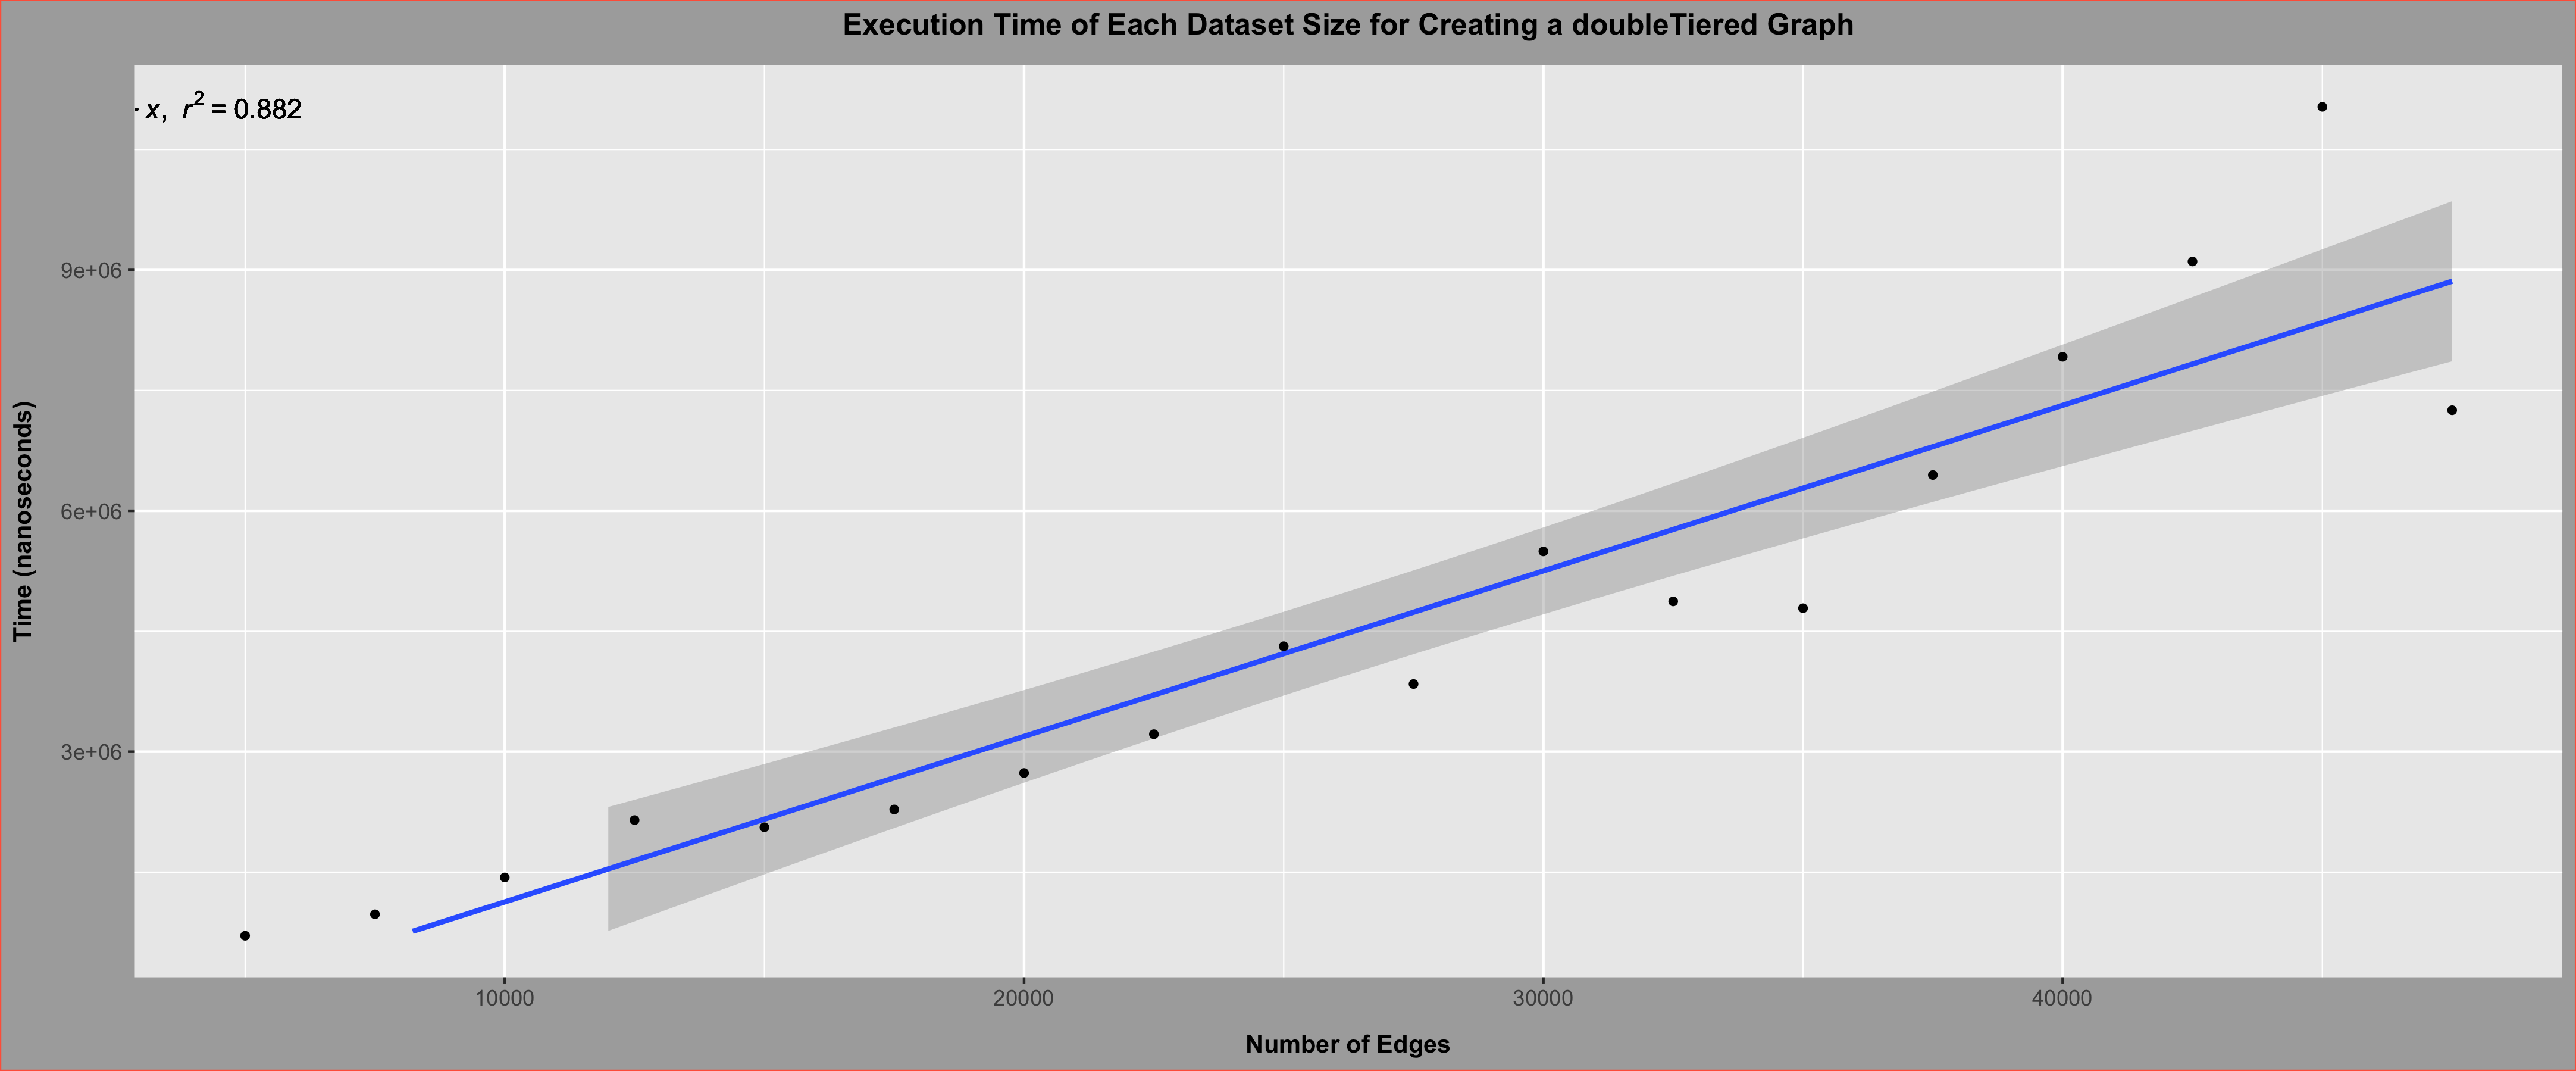 Execution Time of Each Dataset Size for Creating a doubleTiered Graph
· x, r² = 0.882
9e+06
6e+06
3e+06
Time (nanoseconds)
10000 20000 30000 40000
Number of Edges